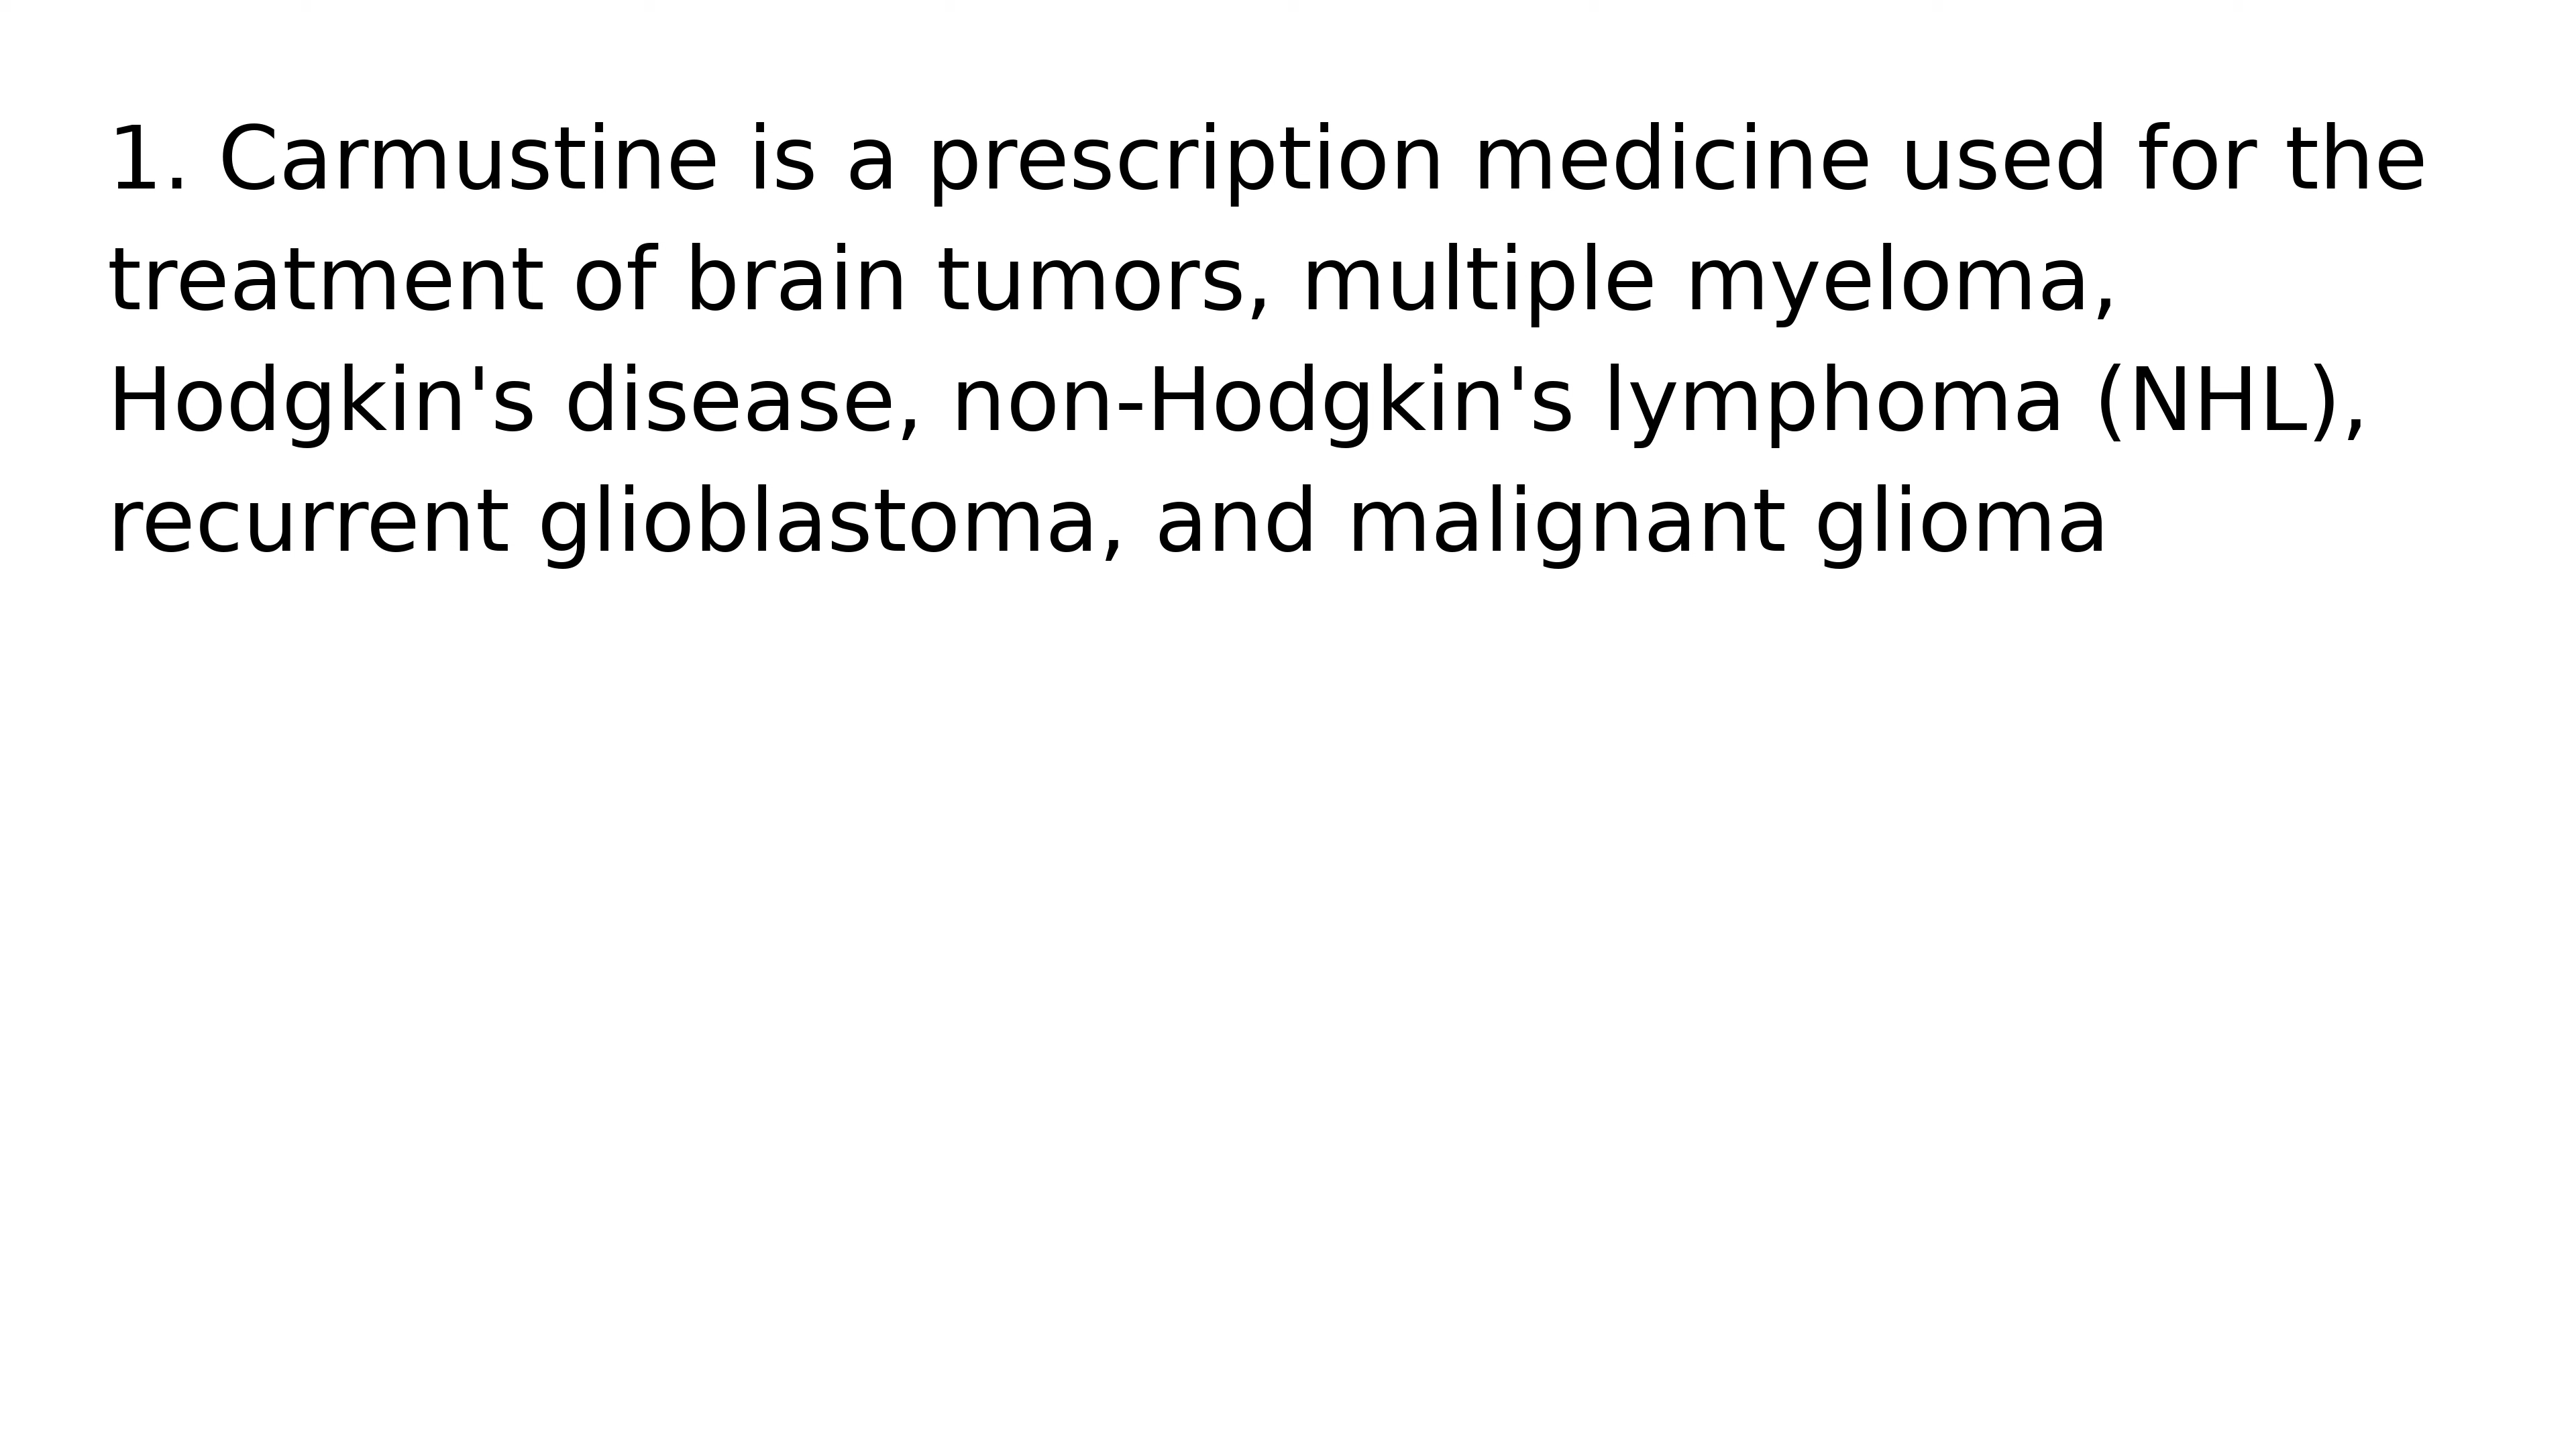 1. Carmustine is a prescription medicine used for the
treatment of brain tumors, multiple myeloma,
Hodgkin's disease, non-Hodgkin's lymphoma (NHL),
recurrent glioblastoma, and malignant glioma